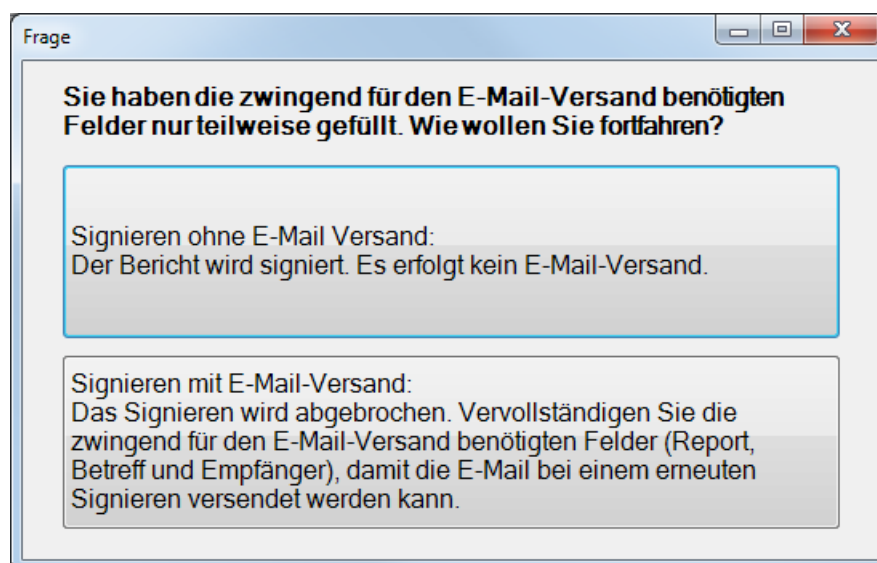 Frage
Sie haben die zwingend für den E-Mail-Versand benötigten
Felder nur teilweise gefüllt. Wie wollen Sie fortfahren?
Signieren ohne E-Mail Versand:
Der Bericht wird signiert. Es erfolgt kein E-Mail-Versand.
Signieren mit E-Mail-Versand:
Das Signieren wird abgebrochen. Vervollständigen Sie die
zwingend für den E-Mail-Versand benötigten Felder (Report,
Betreff und Empfänger), damit die E-Mail bei einem erneuten
Signieren versendet werden kann.